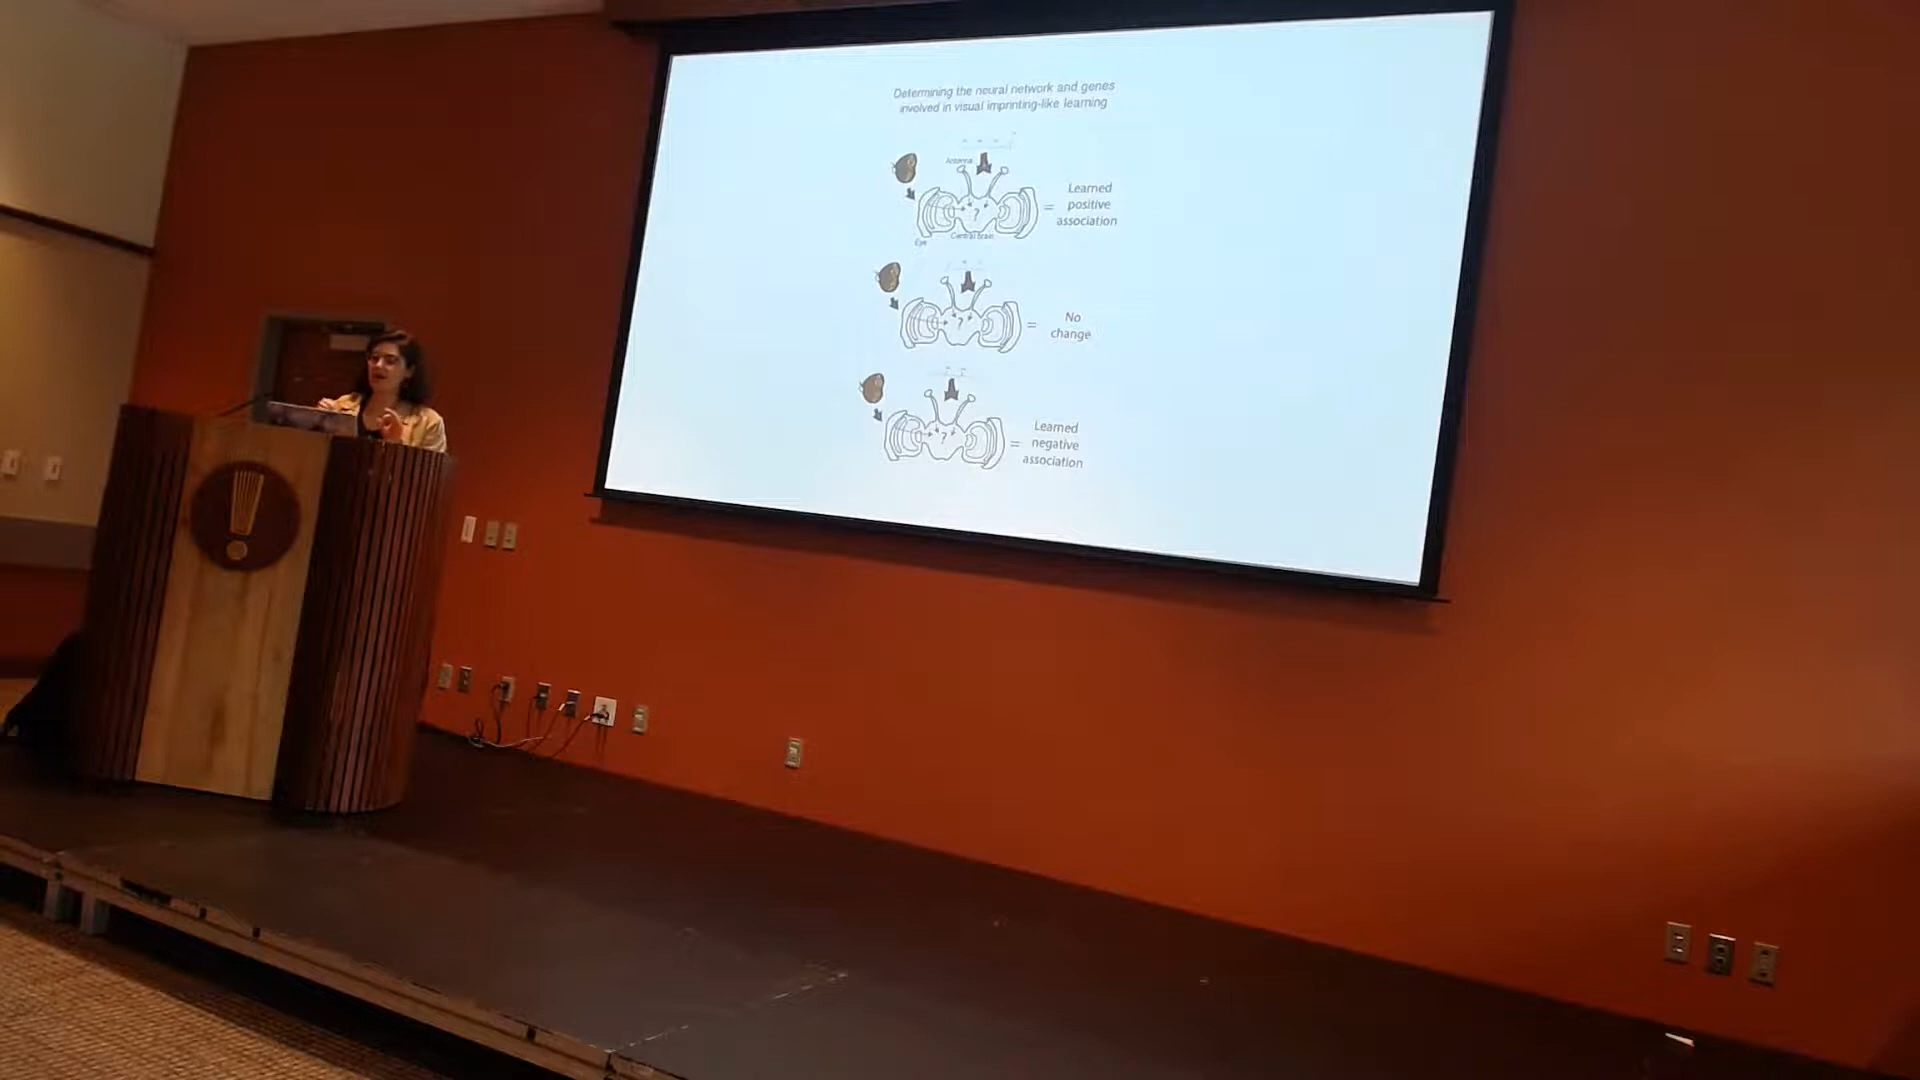 Determining the neural network and genes
involved in visual imprinting-like learning
Antenna
?
Eye
Central brain
=
Learned
positive
association
?
=
No
change
?
=
Learned
negative
association